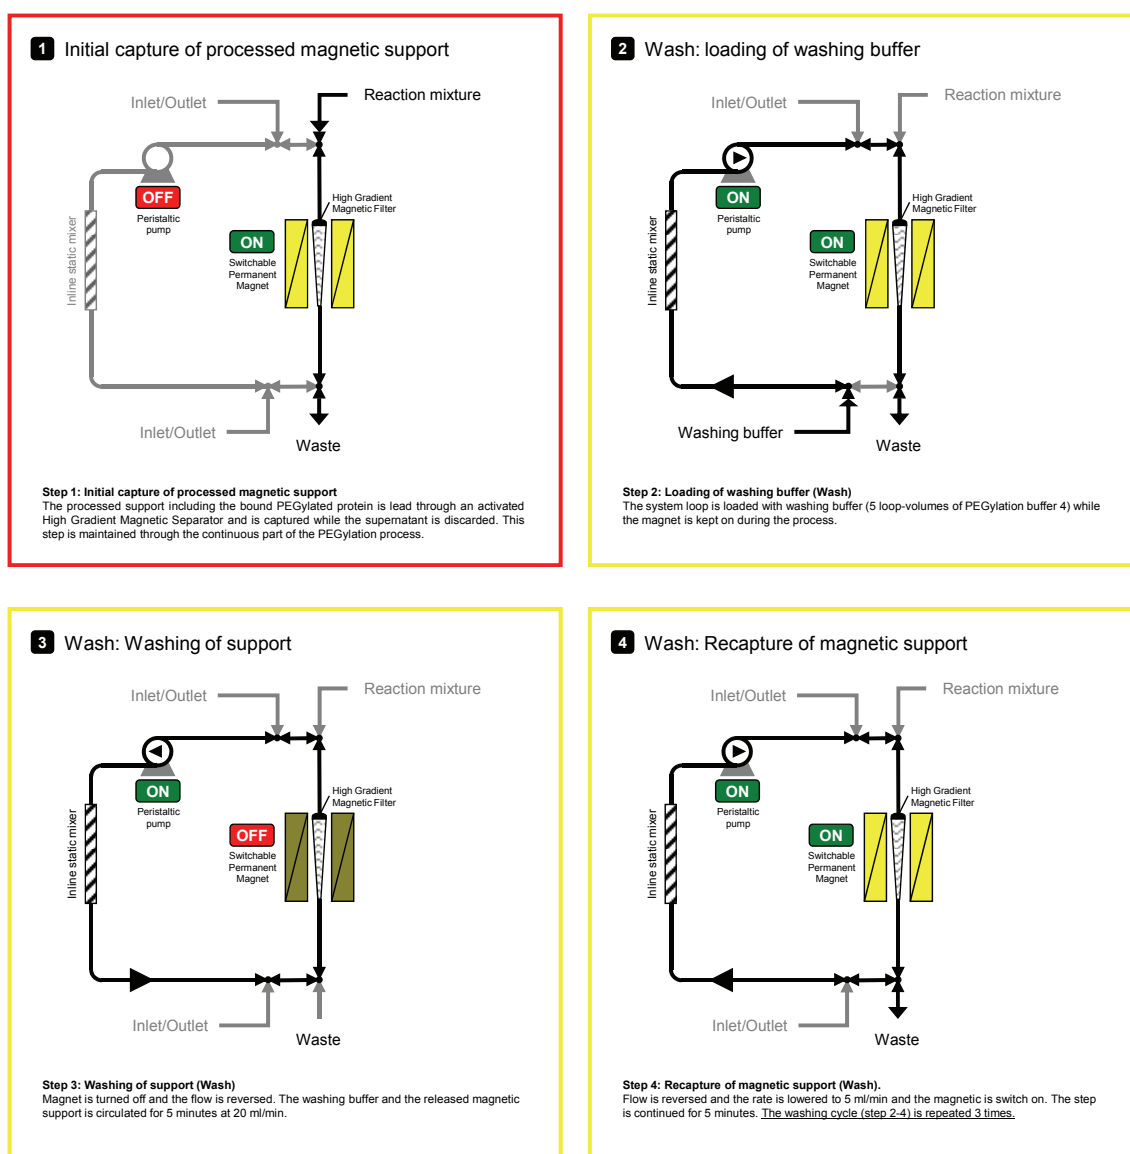 1 Initial capture of processed magnetic support
Inlet/Outlet
Reaction mixture
OFF
Peristaltic
pump
High Gradient
Magnetic Filter
ON
Switchable
Permanent
Magnet
Inline static mixer
Inlet/Outlet
Waste
Step 1: Initial capture of processed magnetic support
The processed support including the bound PEGylated protein is lead through an activated
High Gradient Magnetic Separator and is captured while the supernatant is discarded. This
step is maintained through the continuous part of the PEGylation process.
2 Wash: loading of washing buffer
Inlet/Outlet
Reaction mixture
ON
Peristaltic
pump
High Gradient
Magnetic Filter
ON
Switchable
Permanent
Magnet
Inline static mixer
Washing buffer
Waste
Step 2: Loading of washing buffer (Wash)
The system loop is loaded with washing buffer (5 loop-volumes of PEGylation buffer 4) while
the magnet is kept on during the process.
3 Wash: Washing of support
Inlet/Outlet
Reaction mixture
ON
Peristaltic
pump
High Gradient
Magnetic Filter
OFF
Switchable
Permanent
Magnet
Inline static mixer
Inlet/Outlet
Waste
Step 3: Washing of support (Wash)
Magnet is turned off and the flow is reversed. The washing buffer and the released magnetic
support is circulated for 5 minutes at 20 ml/min.
4 Wash: Recapture of magnetic support
Inlet/Outlet
Reaction mixture
ON
Peristaltic
pump
High Gradient
Magnetic Filter
ON
Switchable
Permanent
Magnet
Inline static mixer
Inlet/Outlet
Waste
Step 4: Recapture of magnetic support (Wash).
Flow is reversed and the rate is lowered to 5 ml/min and the magnetic is switch on. The step
is continued for 5 minutes. The washing cycle (step 2-4) is repeated 3 times.